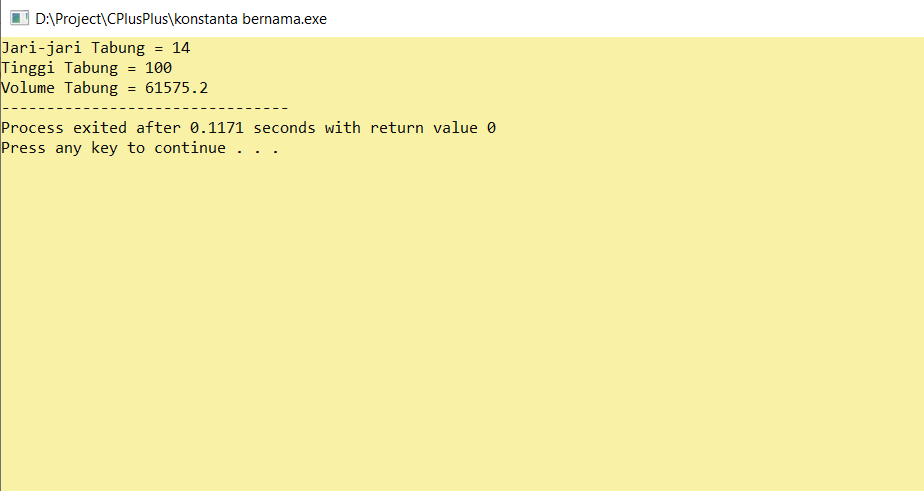 D:\Project\CPlusPlus\konstanta bernama.exe
Jari-jari Tabung = 14
Tinggi Tabung = 100
Volume Tabung = 61575.2
--------------------------------
Process exited after 0.1171 seconds with return value 0
Press any key to continue . . .